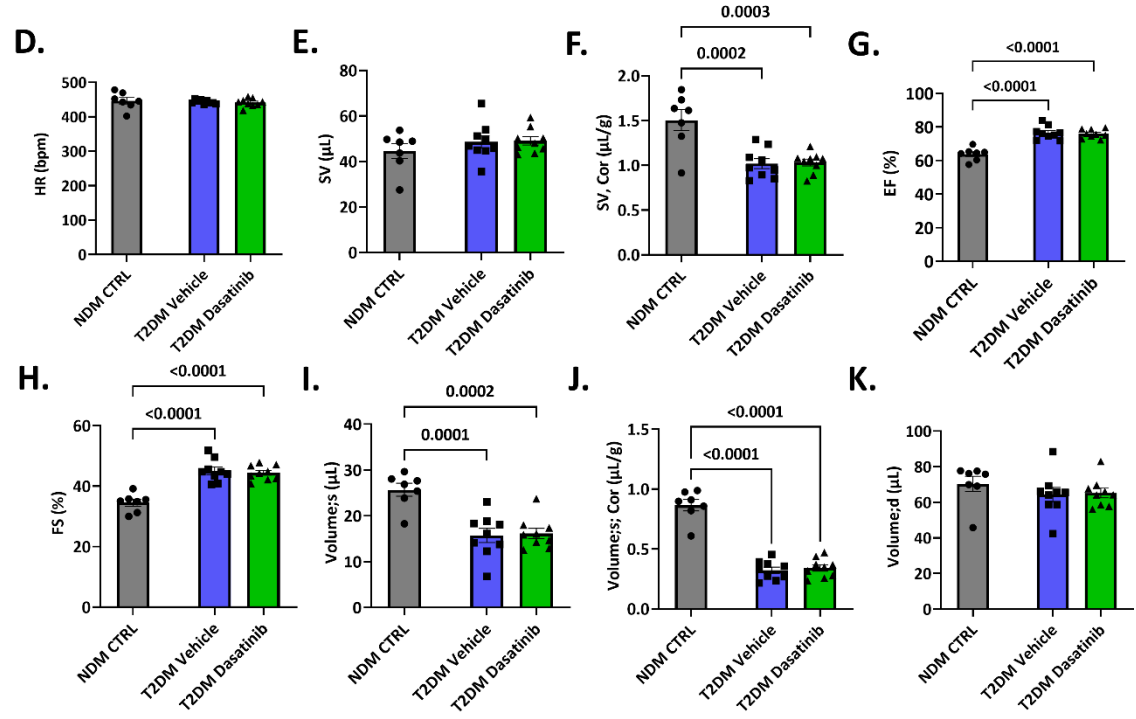 D.
HR (bpm)
500
400
300
200
100
0
NDM CTRL
T2DM Vehicle
T2DM Dasatinib
E.
SV (µL)
80
60
40
20
0
NDM CTRL
T2DM Vehicle
T2DM Dasatinib
F.
0.0003
0.0002
SV, Cor (µL/g)
2.0
1.5
1.0
0.5
0.0
NDM CTRL
T2DM Vehicle
T2DM Dasatinib
G.
<0.0001
<0.0001
EF (%)
100
80
60
40
20
0
NDM CTRL
T2DM Vehicle
T2DM Dasatinib
H.
<0.0001
<0.0001
FS (%)
60
40
20
0
NDM CTRL
T2DM Vehicle
T2DM Dasatinib
I.
0.0002
0.0001
Volume;s (µL)
40
30
20
10
0
NDM CTRL
T2DM Vehicle
T2DM Dasatinib
J.
<0.0001
<0.0001
Volume;s; Cor (µL/g)
1.5
1.0
0.5
0.0
NDM CTRL
T2DM Vehicle
T2DM Dasatinib
K.
Volume;d (µL)
100
80
60
40
20
0
NDM CTRL
T2DM Vehicle
T2DM Dasatinib